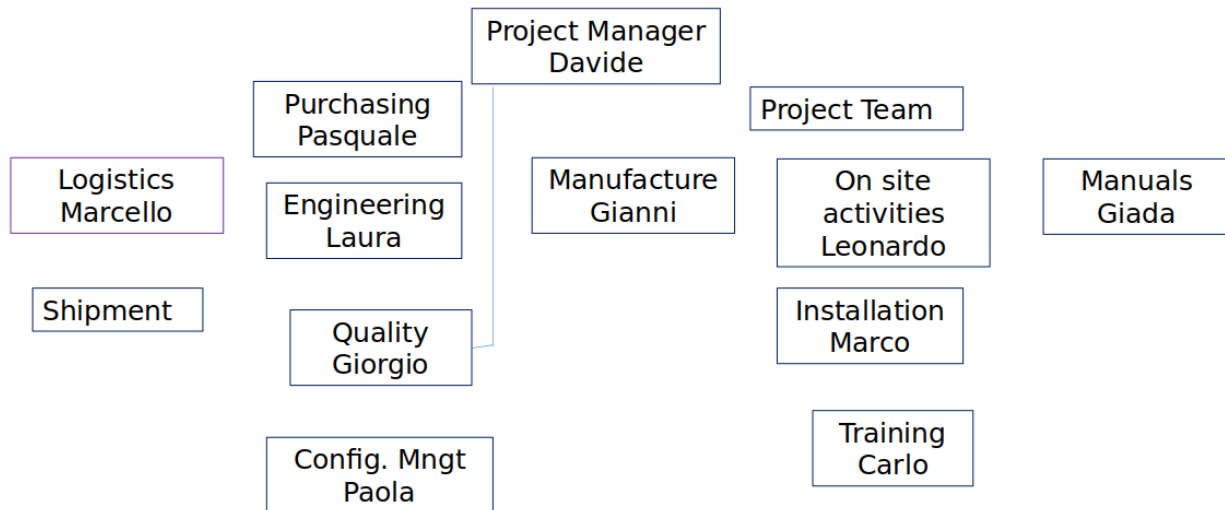 Project Manager
Davide
Purchasing
Pasquale
Project Team
Logistics
Marcello
Engineering
Laura
Manufacture
Gianni
On site
activities
Leonardo
Manuals
Giada
Shipment
Quality
Giorgio
Installation
Marco
Config. Mngt
Paola
Training
Carlo